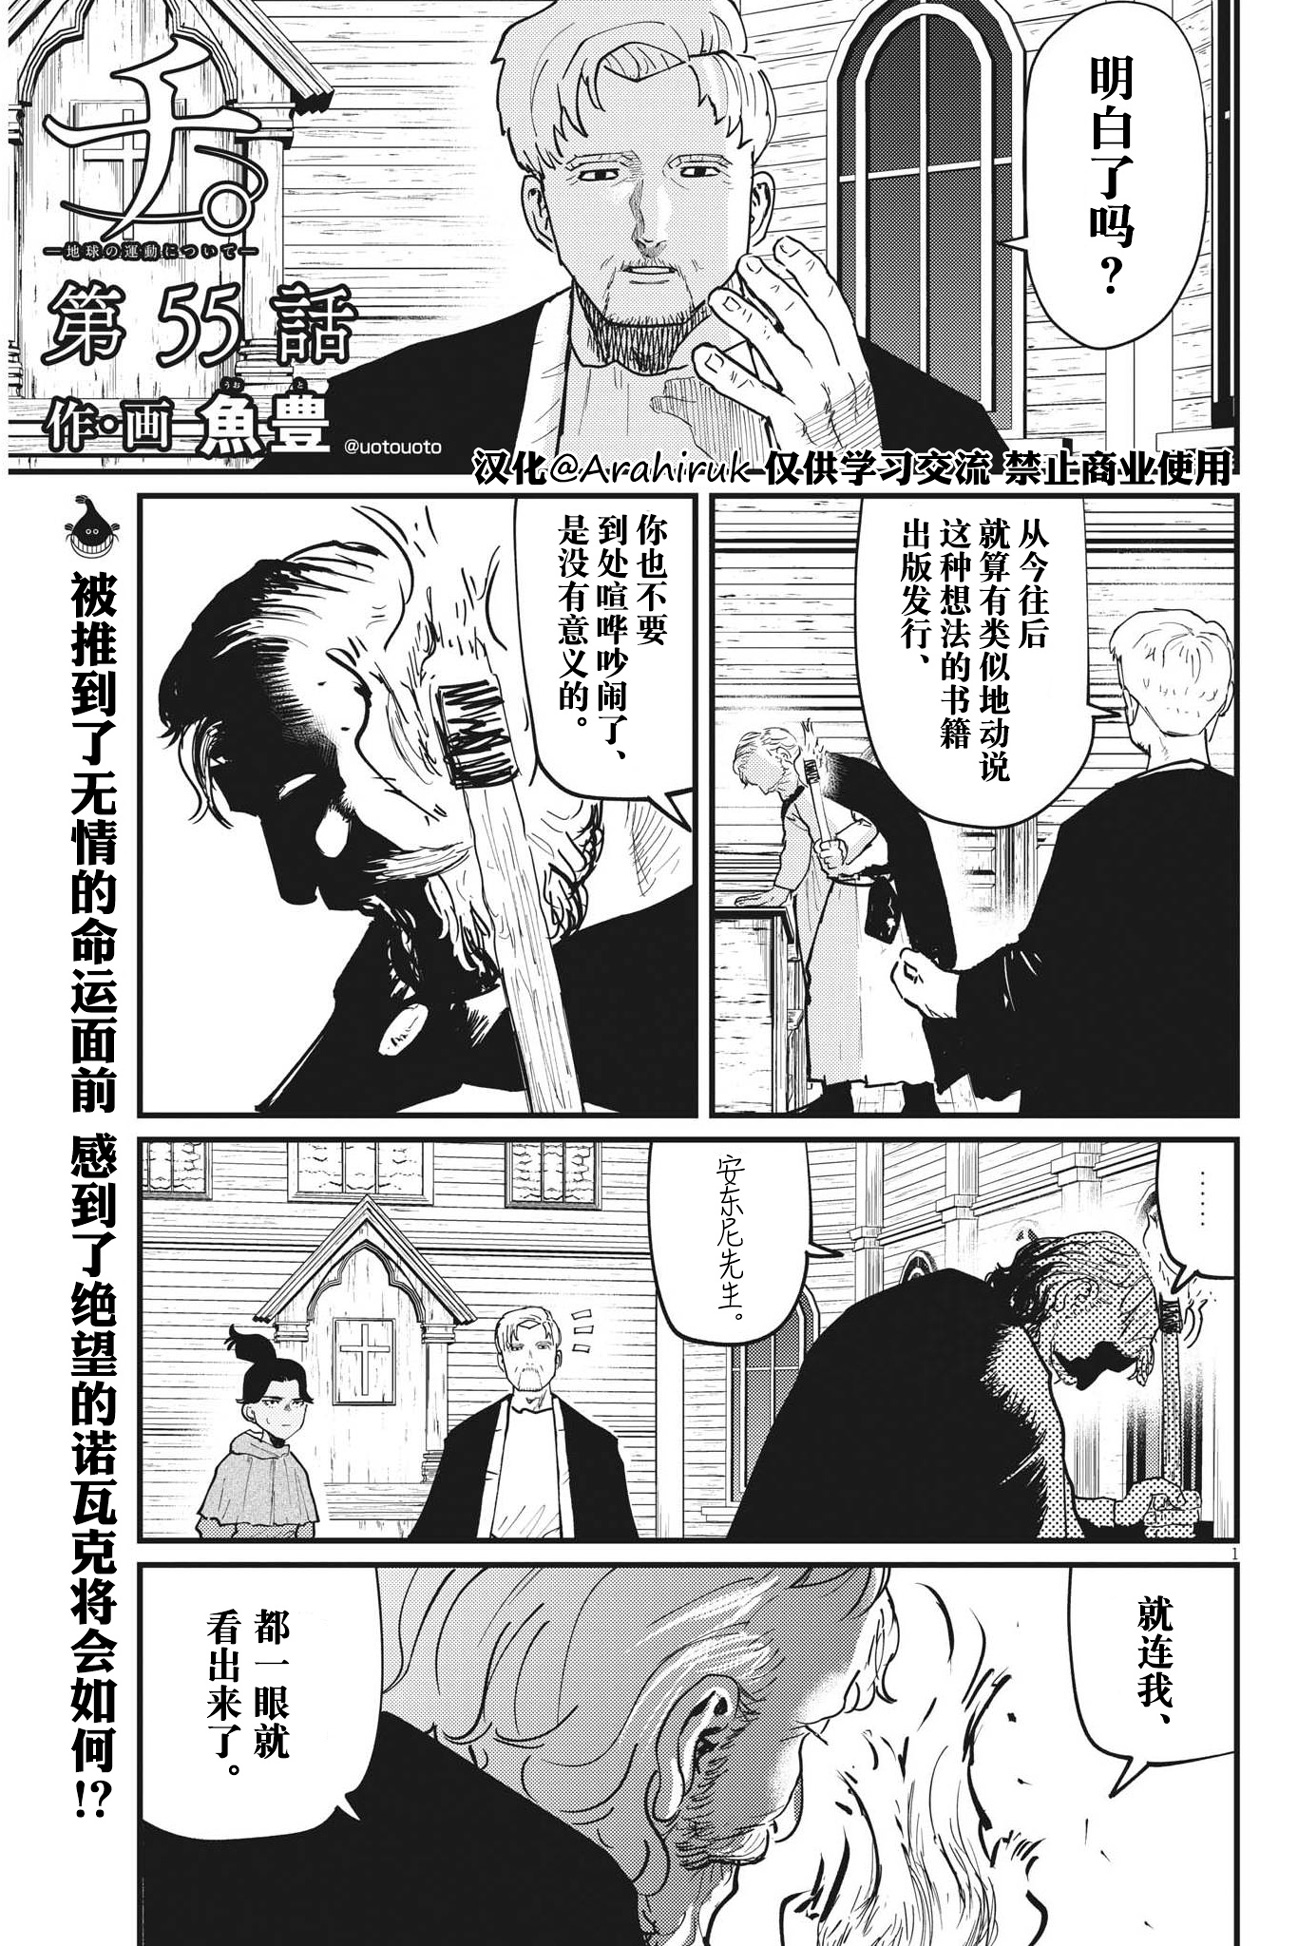 明白了吗？
チ。
―地球の運動について―
第55話
作・画 魚豊
うおと
@uotouoto
汉化@Arahiruk 仅供学习交流 禁止商业使用
从今往后
就算有类似地动说
这种想法的书籍
出版发行、
你也不要
到处喧哗吵闹了、
是没有意义的。
被推到了无情的命运面前 感到了绝望的诺瓦克将会如何!?
……
安东尼先生。
1
就连我、
都一眼就
看出来了。